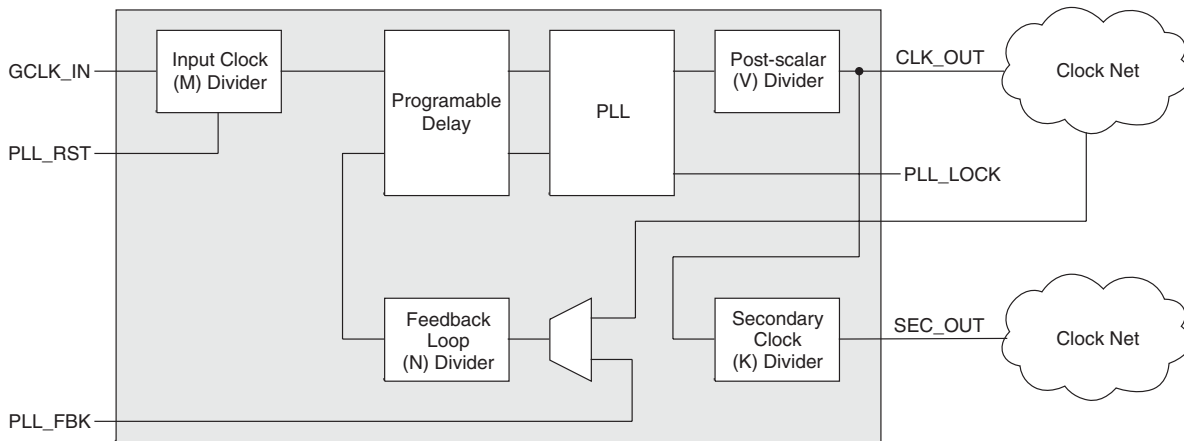 GCLK_IN
Input Clock
(M) Divider
PLL_RST
Programable
Delay
PLL
Post-scalar
(V) Divider
CLK_OUT
Clock Net
PLL_LOCK
Feedback
Loop
(N) Divider
Secondary
Clock
(K) Divider
SEC_OUT
Clock Net
PLL_FBK